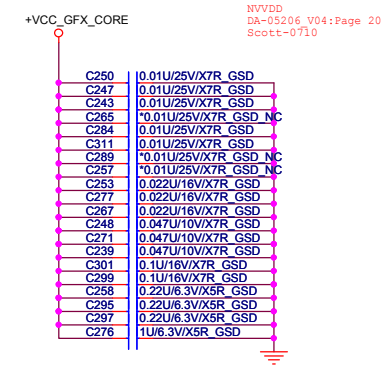 +VCC_GFX_CORE
NVVDD
DA-05206_V04:Page 20
Scott-0710
C250 0.01U/25V/X7R_GSD
C247 0.01U/25V/X7R_GSD
C243 0.01U/25V/X7R_GSD
C265 *0.01U/25V/X7R_GSD_NC
C284 0.01U/25V/X7R_GSD
C311 0.01U/25V/X7R_GSD
C289 *0.01U/25V/X7R_GSD_NC
C257 *0.01U/25V/X7R_GSD_NC
C253 0.022U/16V/X7R_GSD
C277 0.022U/16V/X7R_GSD
C267 0.022U/16V/X7R_GSD
C248 0.047U/10V/X7R_GSD
C271 0.047U/10V/X7R_GSD
C239 0.047U/10V/X7R_GSD
C301 0.1U/16V/X7R_GSD
C299 0.1U/16V/X7R_GSD
C258 0.22U/6.3V/X5R_GSD
C295 0.22U/6.3V/X5R_GSD
C297 0.22U/6.3V/X5R_GSD
C276 1U/6.3V/X5R_GSD